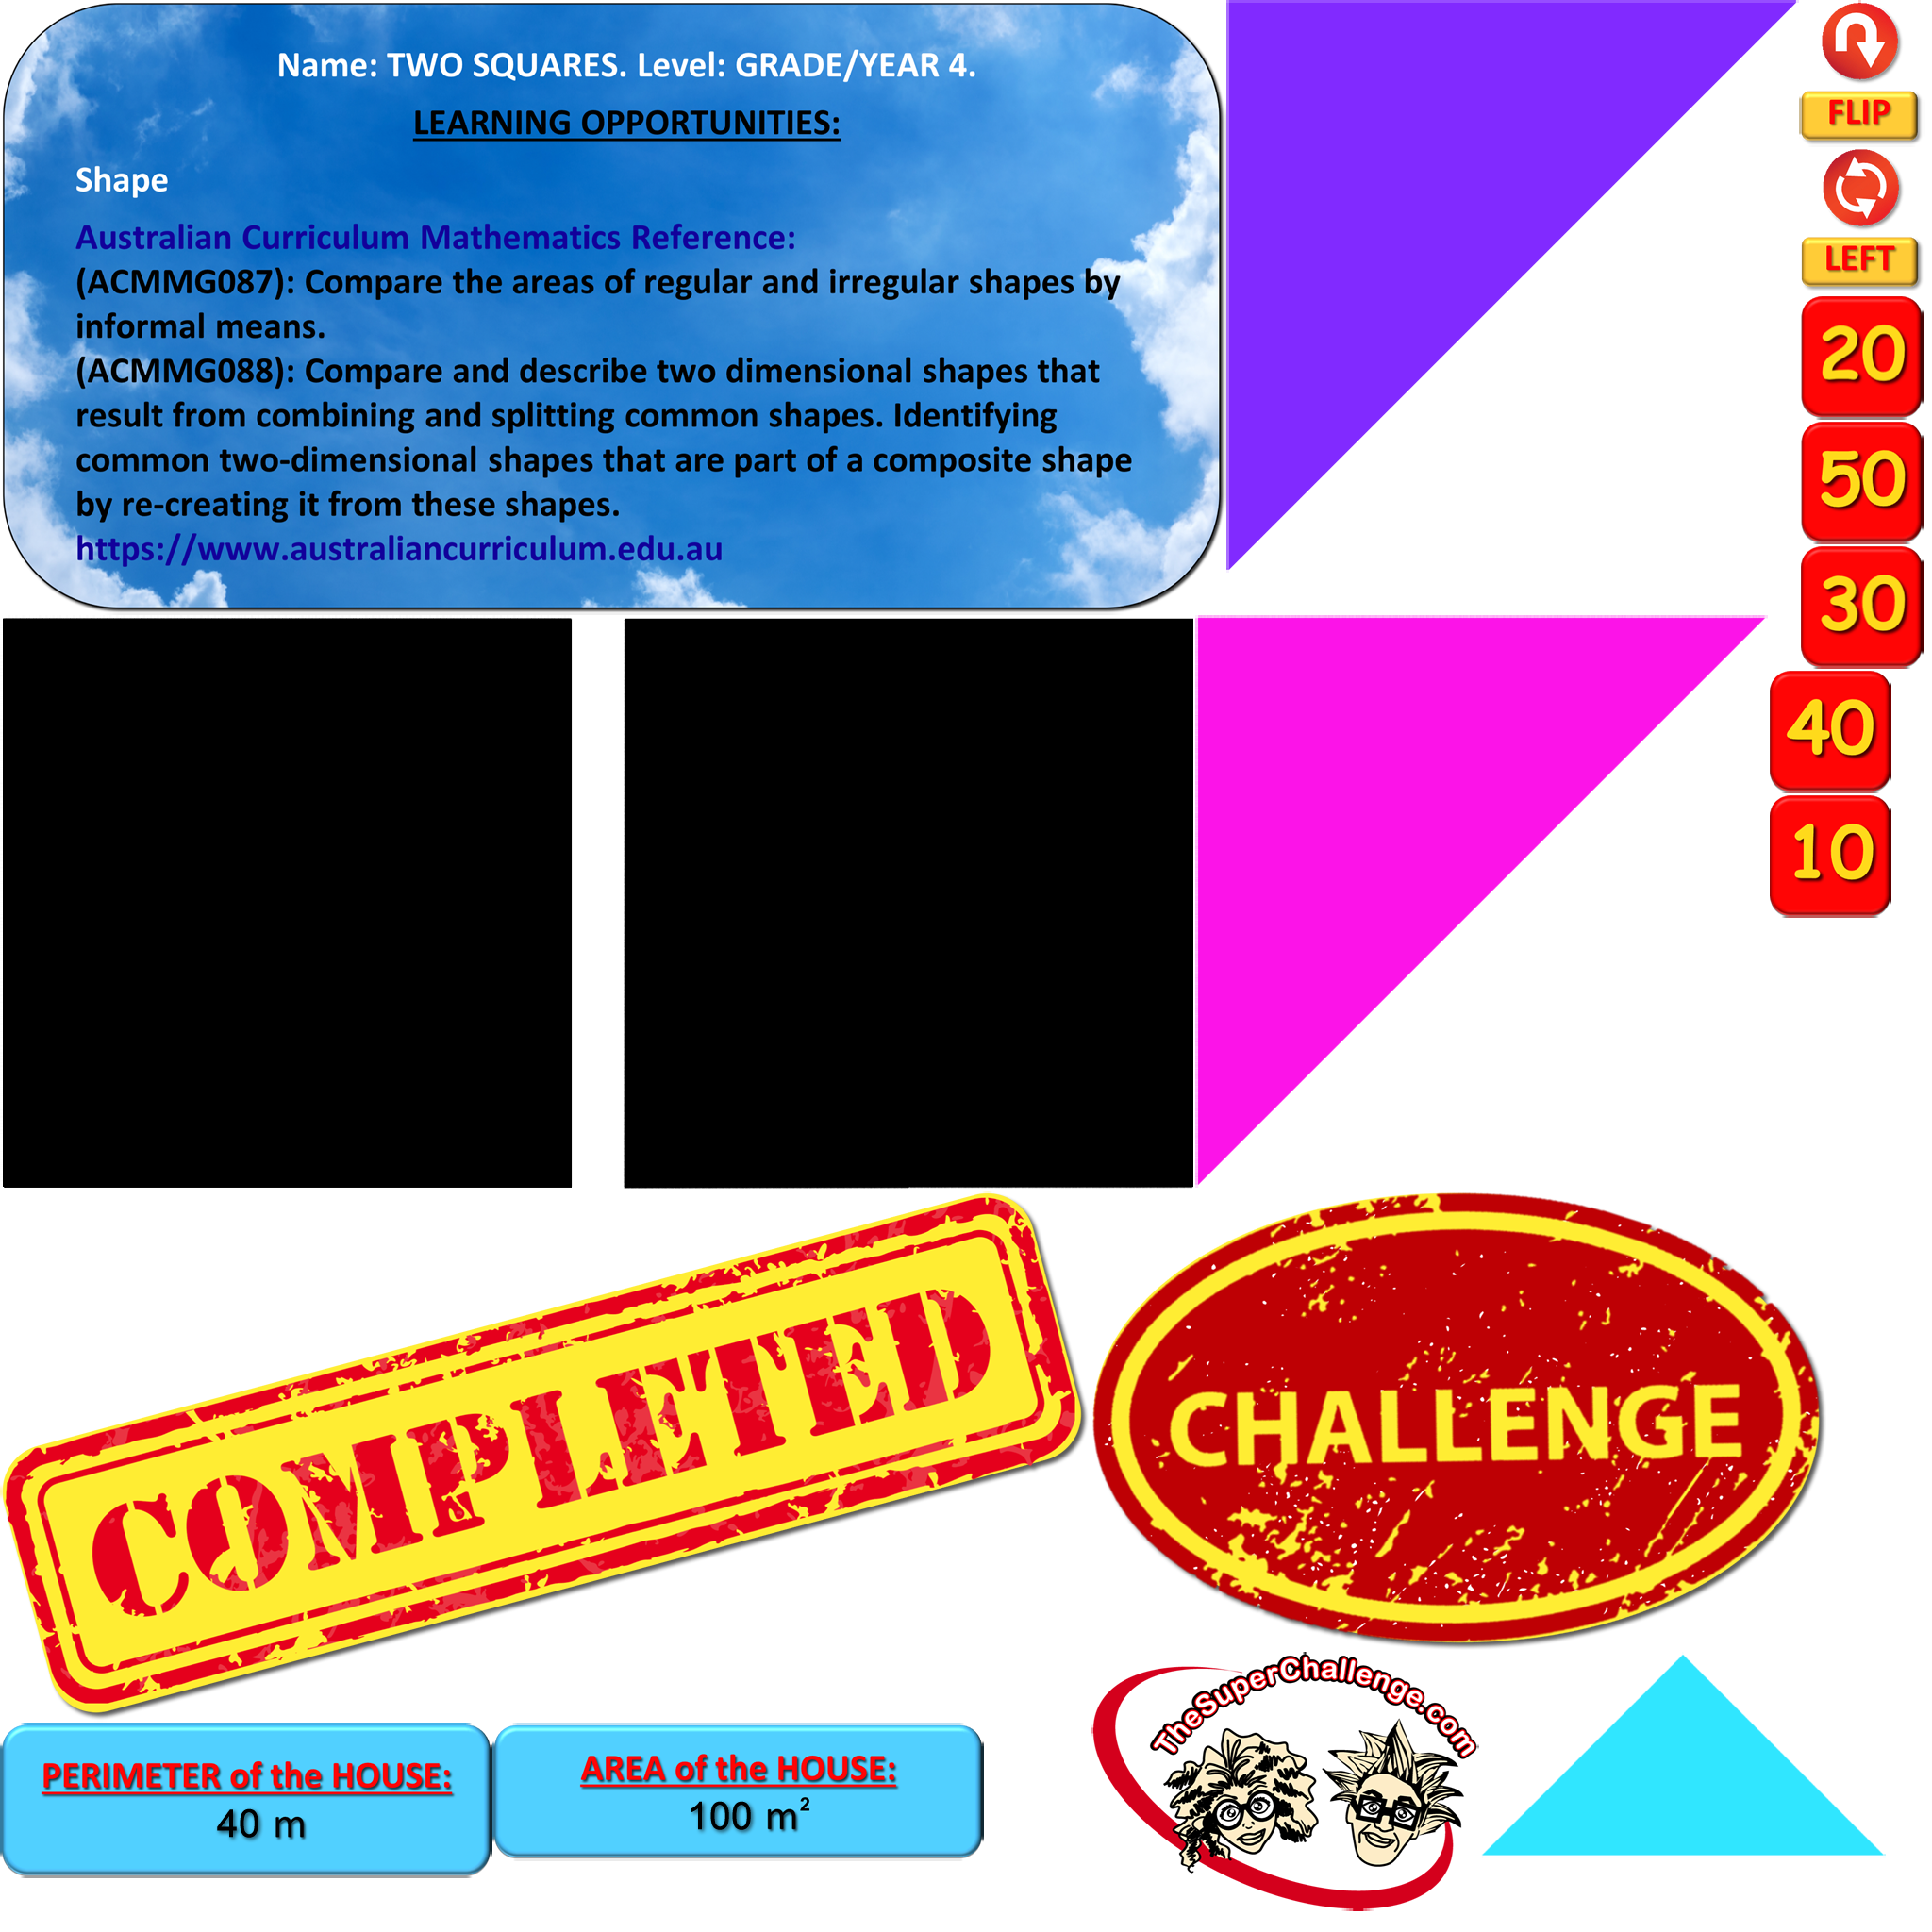 Name: TWO SQUARES. Level: GRADE/YEAR 4.
LEARNING OPPORTUNITIES:
Shape
Australian Curriculum Mathematics Reference:
(ACMMG087): Compare the areas of regular and irregular shapes by
informal means.
(ACMMG088): Compare and describe two dimensional shapes that
result from combining and splitting common shapes. Identifying
common two-dimensional shapes that are part of a composite shape
by re-creating it from these shapes.
https://www.australiancurriculum.edu.au
FLIP
LEFT
20
50
30
40
10
COMPLETED
CHALLENGE
TheSuperChallenge.com
PERIMETER of the HOUSE:
40 m
AREA of the HOUSE:
100 m²